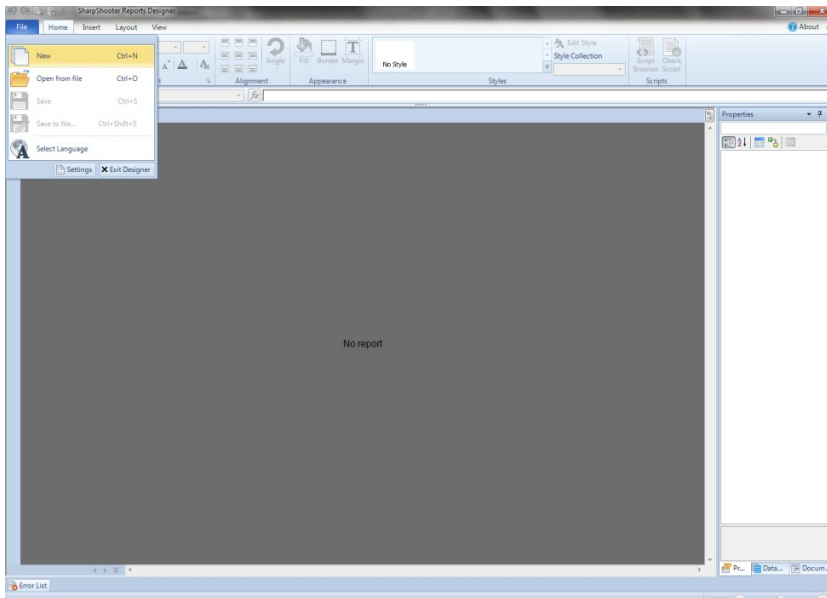 SharpShooter Reports Designer
File Home Insert Layout View About
New Ctrl+N
Open from file Ctrl+O
Save Ctrl+S
Save to file... Ctrl+Shift+S
Select Language
Settings Exit Designer
Angle
Alignment
Fill Border Margin
Appearance
No Style
Edit Style
Style Collection
Styles
Script Browser
Check Script
Scripts
fx
No report
Properties
Error List
Pr... Data... Docum